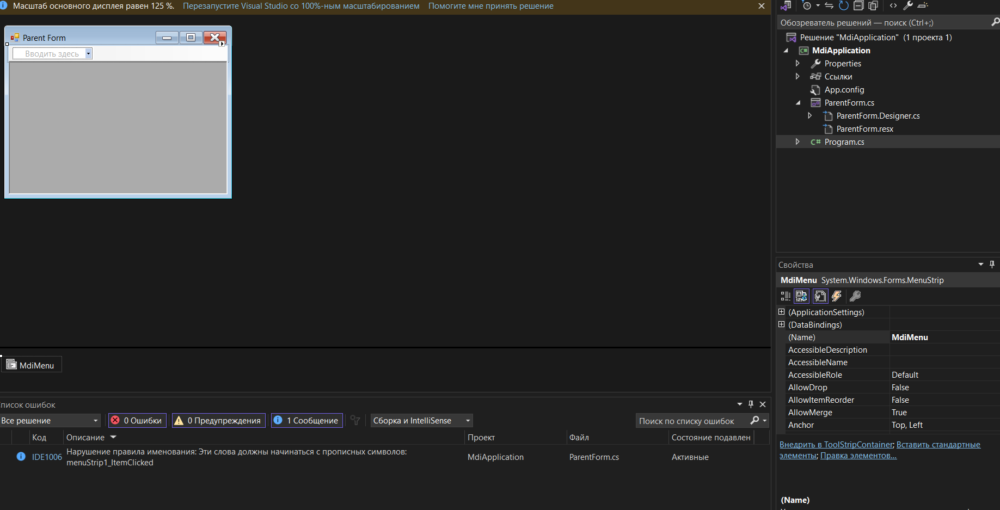 Масштаб основного дисплея равен 125 %. Перезапустите Visual Studio со 100%-ным масштабированием Помогите мне принять решение
Parent Form
Вводить здесь
MdiMenu
писок ошибок
Все решение 0 Ошибки 0 Предупреждения 1 Сообщение Сборка и IntelliSense Поиск по списку ошибок
Код Описание Проект Файл Состояние подавлен
IDE1006 Нарушение правила именования: Эти слова должны начинаться с прописных символов: MdiApplication ParentForm.cs Активные
menuStrip1_ItemClicked
Обозреватель решений — поиск (Ctrl+;)
Решение "MdiApplication" (1 проекта 1)
C# MdiApplication
Properties
Ссылки
App.config
ParentForm.cs
ParentForm.Designer.cs
ParentForm.resx
C# Program.cs
Свойства
MdiMenu System.Windows.Forms.MenuStrip
(ApplicationSettings)
(DataBindings)
(Name) MdiMenu
AccessibleDescription
AccessibleName
AccessibleRole Default
AllowDrop False
AllowItemReorder False
AllowMerge True
Anchor Top, Left
Внедрить в ToolStripContainer; Вставить стандартные
элементы; Правка элементов...
(Name)